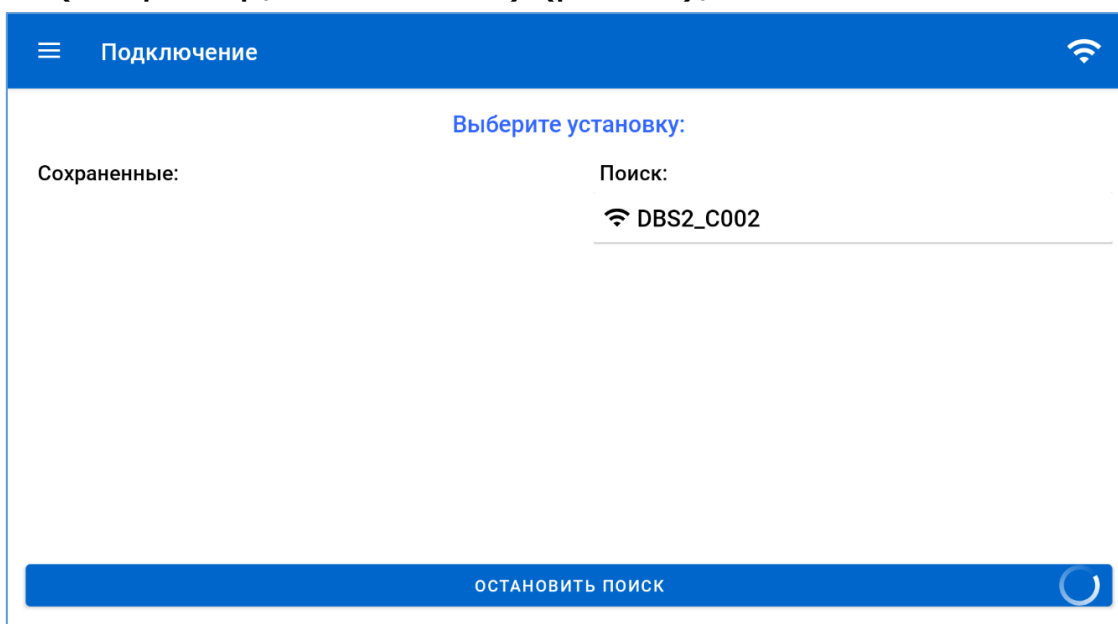 Подключение
Выберите установку:
Сохраненные:
Поиск:
DBS2_C002
ОСТАНОВИТЬ ПОИСК